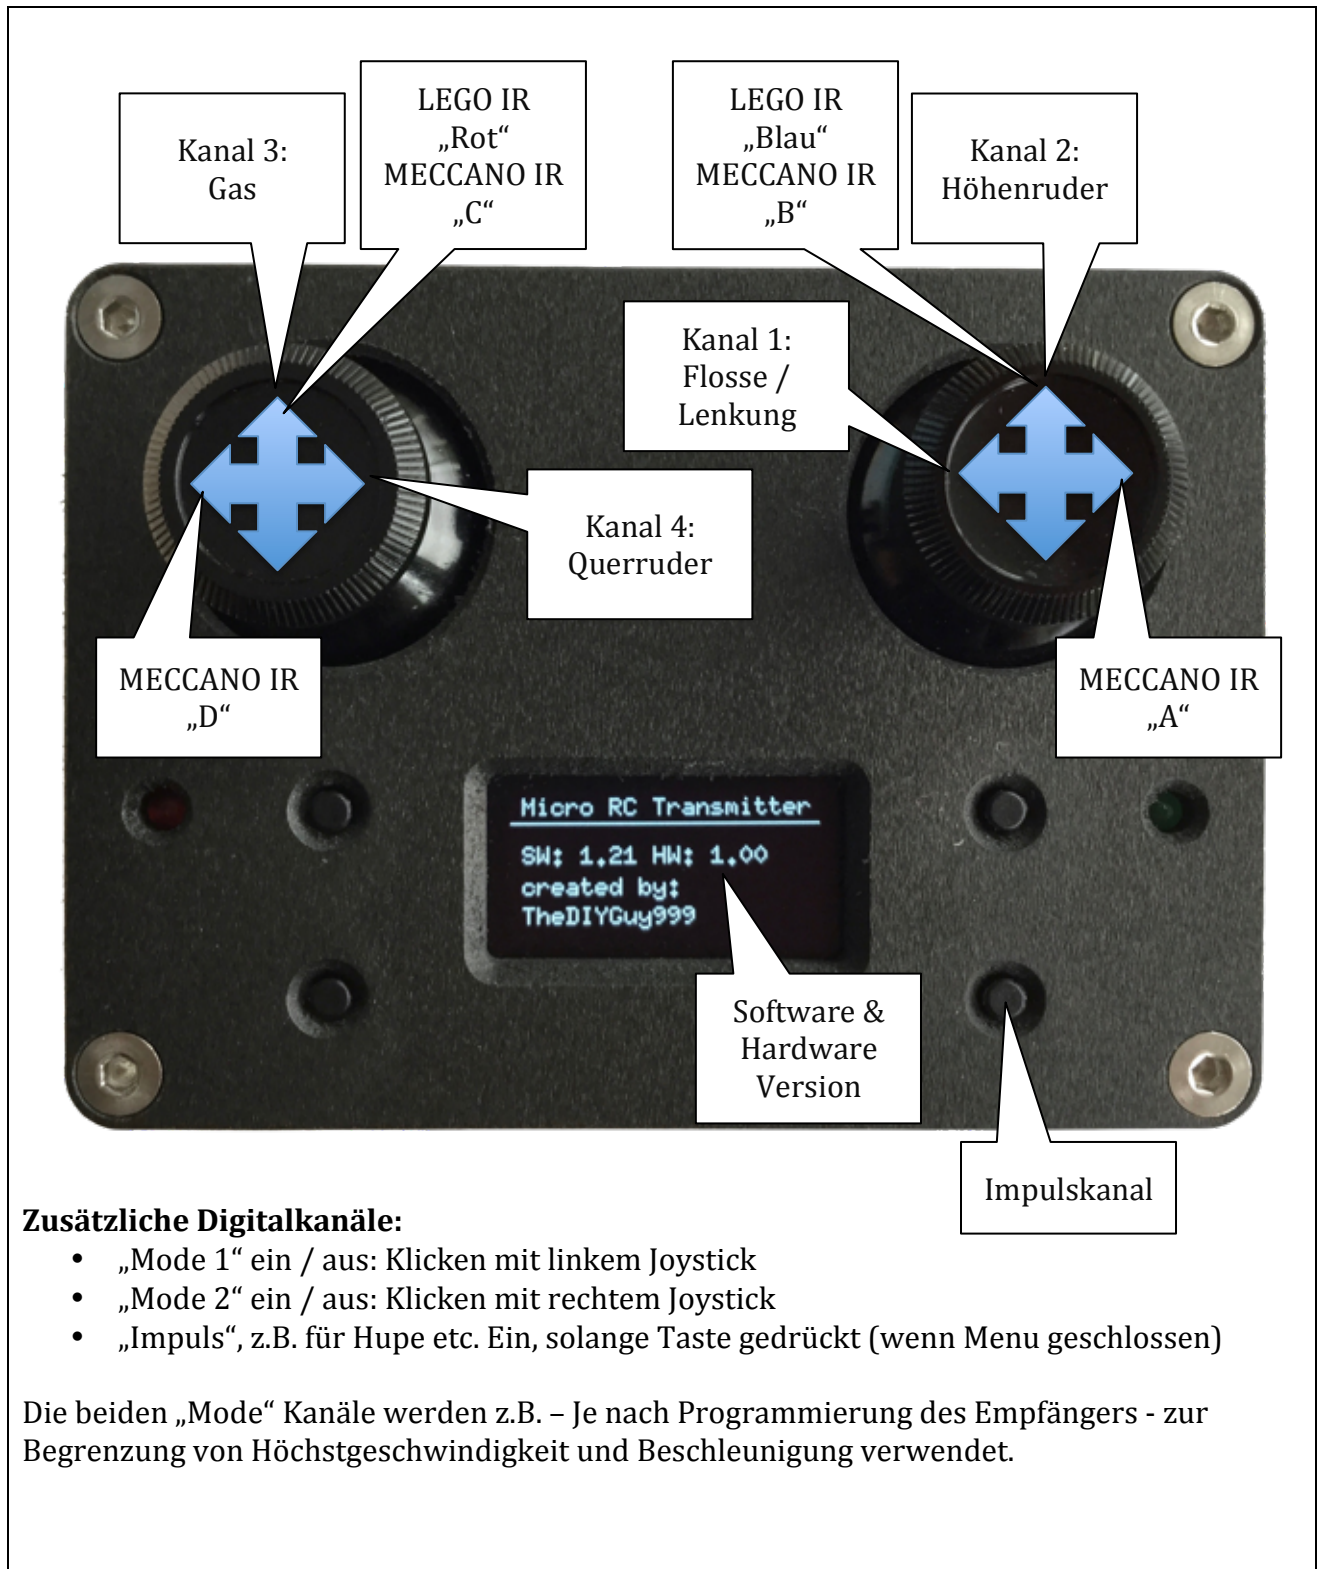 LEGO IR
„Rot“
MECCANO IR
„C“
LEGO IR
„Blau“
MECCANO IR
„B“
Kanal 3:
Gas
Kanal 2:
Höhenruder
Kanal 1:
Flosse /
Lenkung
Kanal 4:
Querruder
MECCANO IR
„D“
MECCANO IR
„A“
Micro RC Transmitter
SW: 1.21 HW: 1.00
created by:
TheDIYGuy999
Software &
Hardware
Version
Impulskanal
Zusätzliche Digitalkanäle:
• „Mode 1“ ein / aus: Klicken mit linkem Joystick
• „Mode 2“ ein / aus: Klicken mit rechtem Joystick
• „Impuls“, z.B. für Hupe etc. Ein, solange Taste gedrückt (wenn Menu geschlossen)
Die beiden „Mode“ Kanäle werden z.B. – Je nach Programmierung des Empfängers - zur
Begrenzung von Höchstgeschwindigkeit und Beschleunigung verwendet.